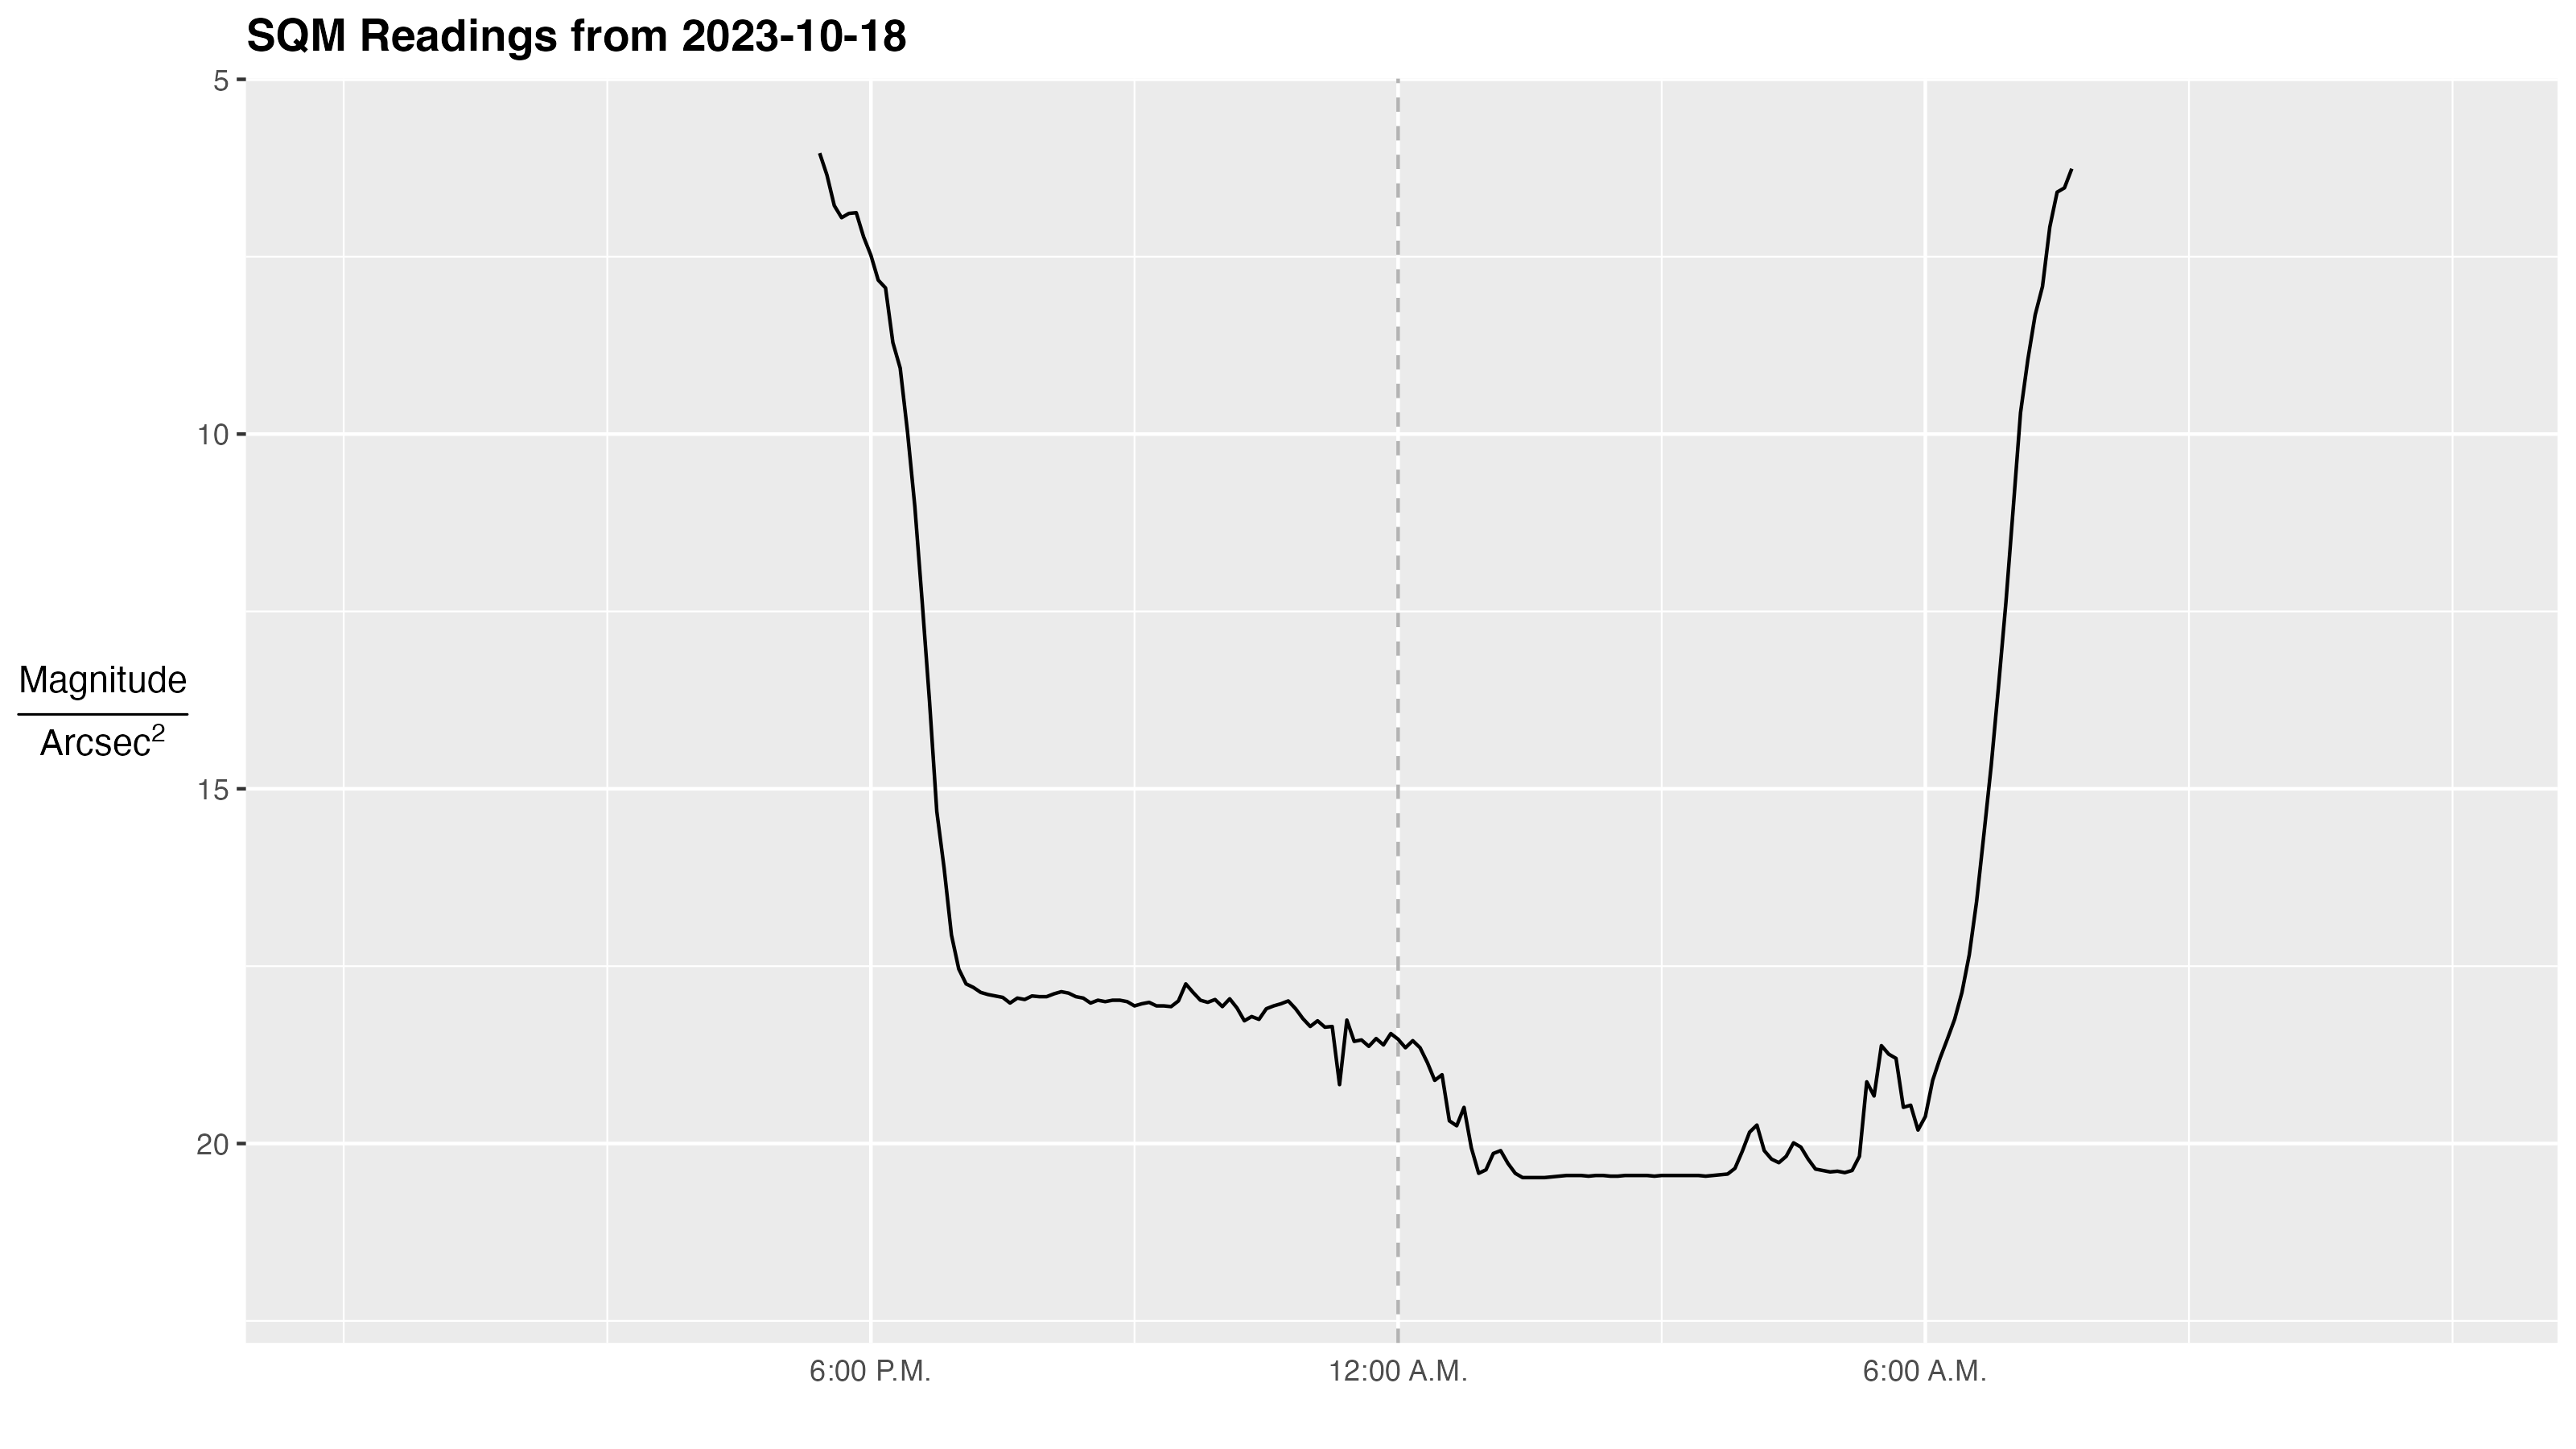 SQM Readings from 2023-10-18
5
10
15
20
Magnitude
Arcsec²
6:00 P.M.
12:00 A.M.
6:00 A.M.